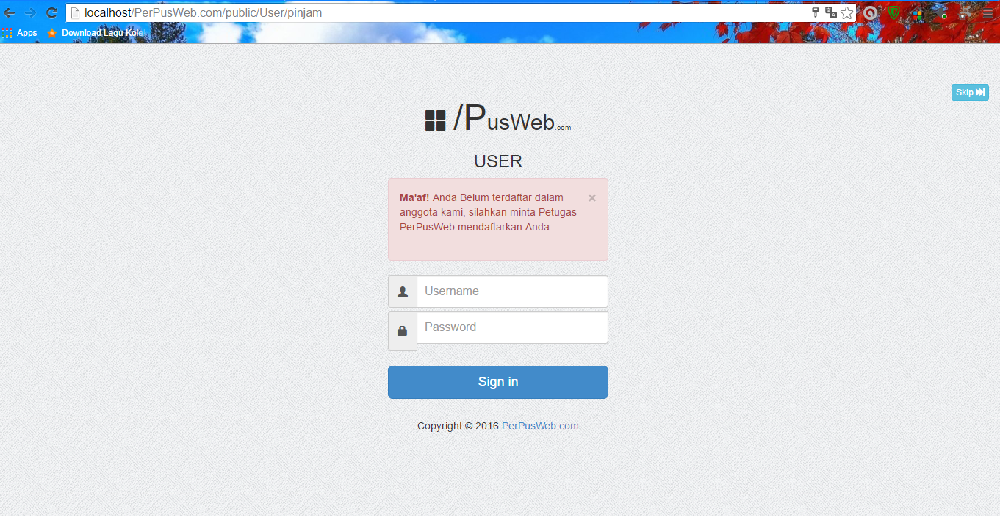 localhost/PerPusWeb.com/public/User/pinjam
Apps
Download Lagu Kole
Skip
/PusWeb.com
USER
Ma'af! Anda Belum terdaftar dalam
anggota kami, silahkan minta Petugas
PerPusWeb mendaftarkan Anda.
×
Username
Password
Sign in
Copyright © 2016 PerPusWeb.com